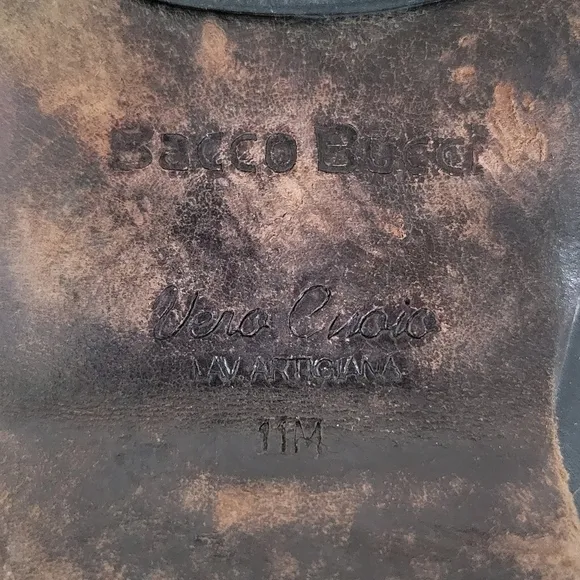 Bacco Bucci
Vero Cuoio
LAV. ARTIGIANA
11M